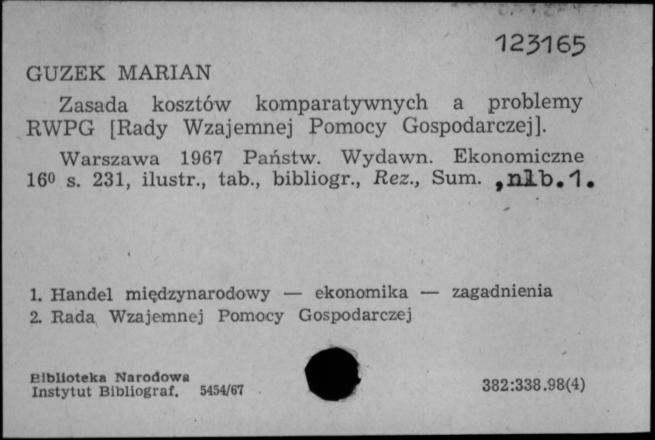 123165
GUZEK MARIAN
Zasada kosztów komparatywnych a problemy
RWPG [Rady Wzajemnej Pomocy Gospodarczej].
Warszawa 1967 Państw. Wydawn. Ekonomiczne
16⁰ s. 231, ilustr., tab., bibliogr., Rez., Sum. ,nlb.1.
1. Handel międzynarodowy — ekonomika — zagadnienia
2. Rada Wzajemnej Pomocy Gospodarczej
Biblioteka Narodowa
Instytut Bibliograf. 5454/67
382:338.98(4)